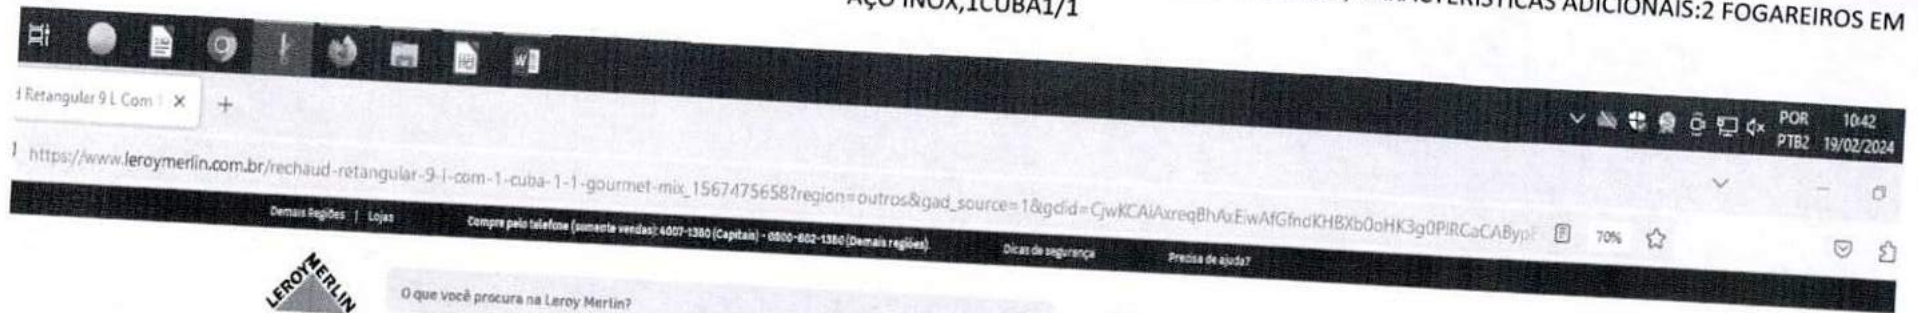 CARACTERÍSTICAS ADICIONAIS:2 FOGAREIROS EM
AÇO INOX,1CUBA1/1
W
Retangular 9 L Com
POR 10:42
PTB2 19/02/2024
https://www.leroymerlin.com.br/rechaud-retangular-9-l-com-1-cuba-1-1-gourmet-mix_1567475658?region=outros&gad_source=1&gclid=
70%
Demais Regiões | Lojas Compre pelo telefone (somente vendas): 4007-1380 (Capitais) - 0800-602-1380 (Demais regiões) Dicas de segurança Precisa de ajuda?
LEROY MERLIN
O que você procura na Leroy Merlin?